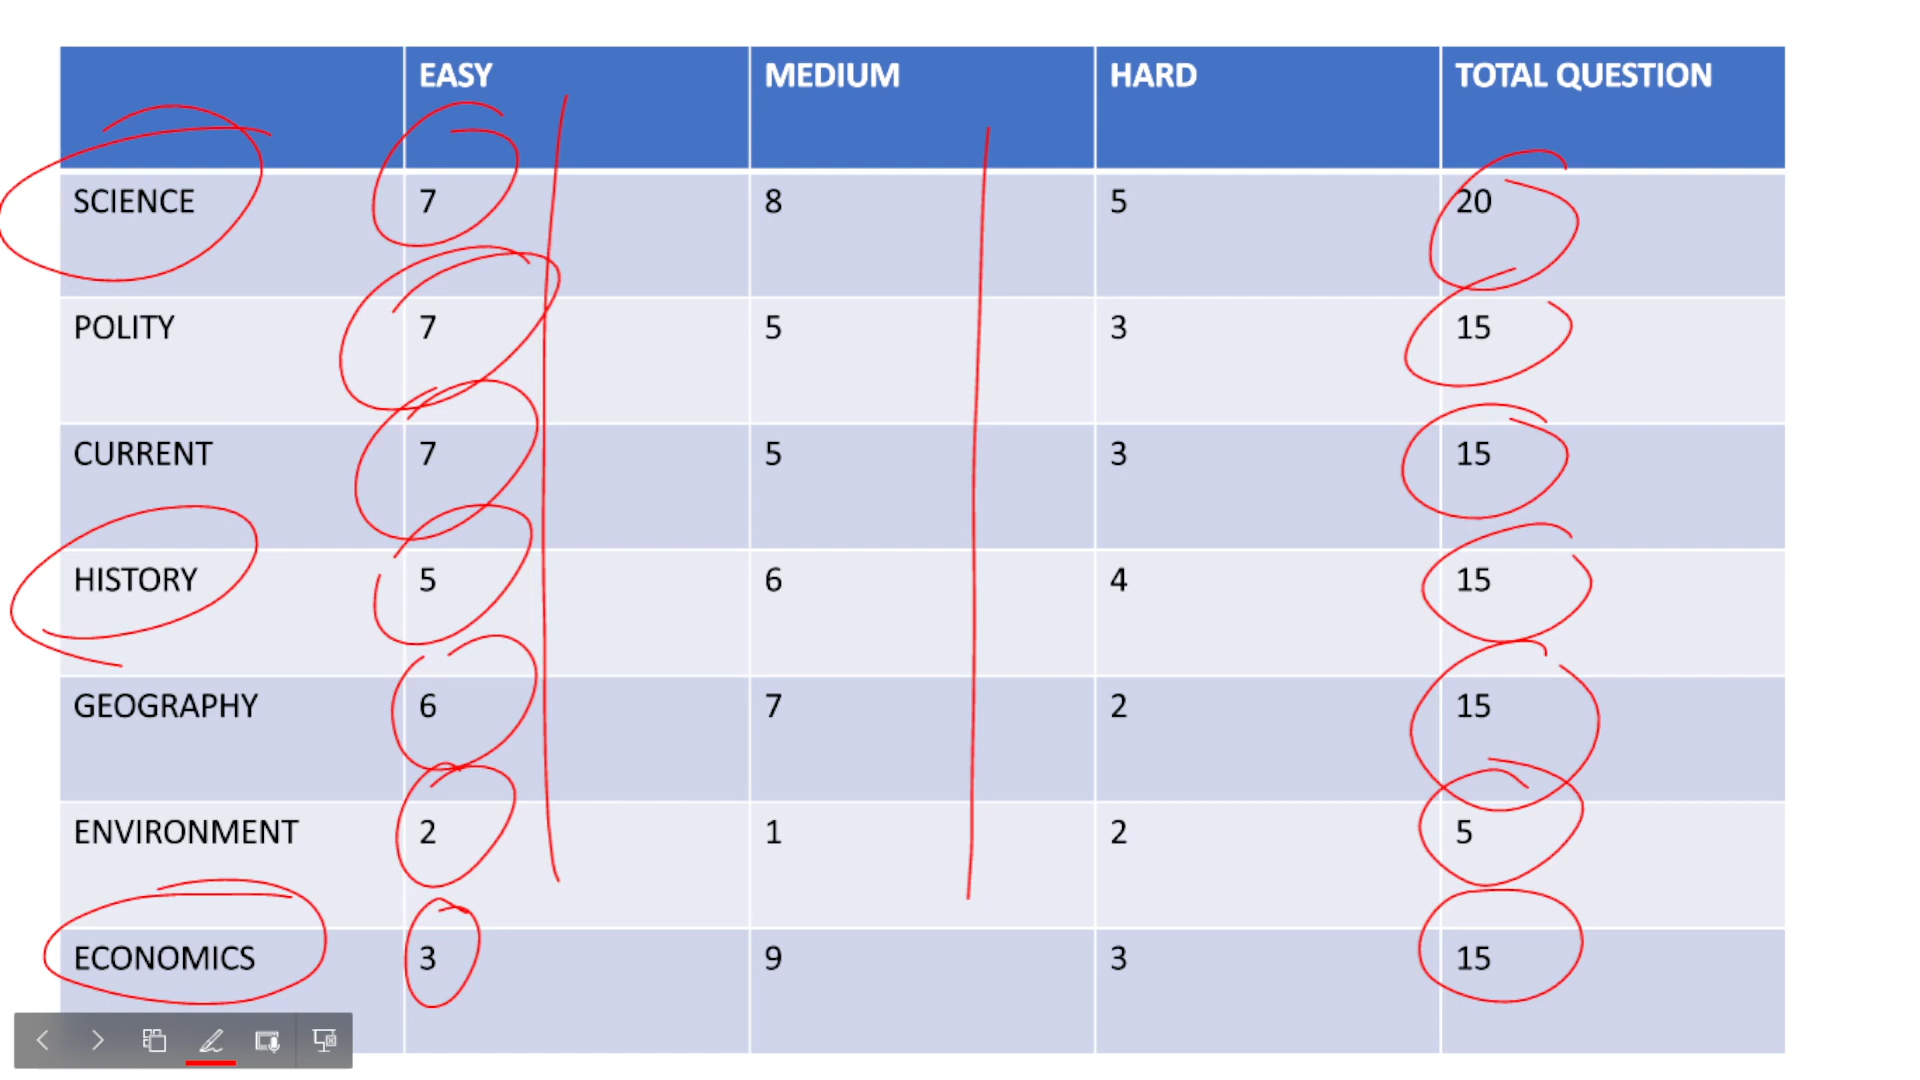 EASY MEDIUM HARD TOTAL QUESTION
SCIENCE 7 8 5 20
POLITY 7 5 3 15
CURRENT 7 5 3 15
HISTORY 5 6 4 15
GEOGRAPHY 6 7 2 15
ENVIRONMENT 2 1 2 5
ECONOMICS 3 9 3 15